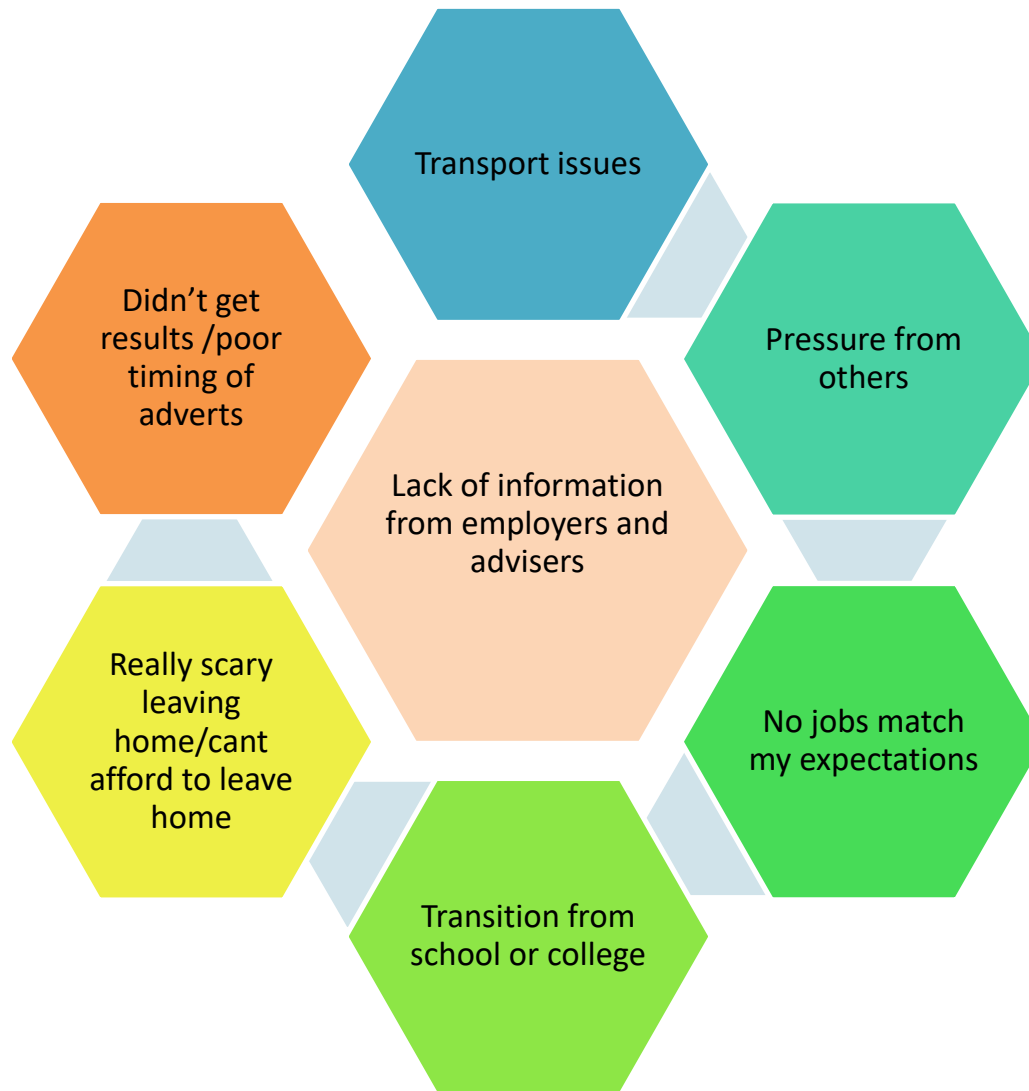 Transport issues
Didn’t get
results /poor
timing of
adverts
Pressure from
others
Lack of information
from employers and
advisers
Really scary
leaving
home/cant
afford to leave
home
No jobs match
my expectations
Transition from
school or college